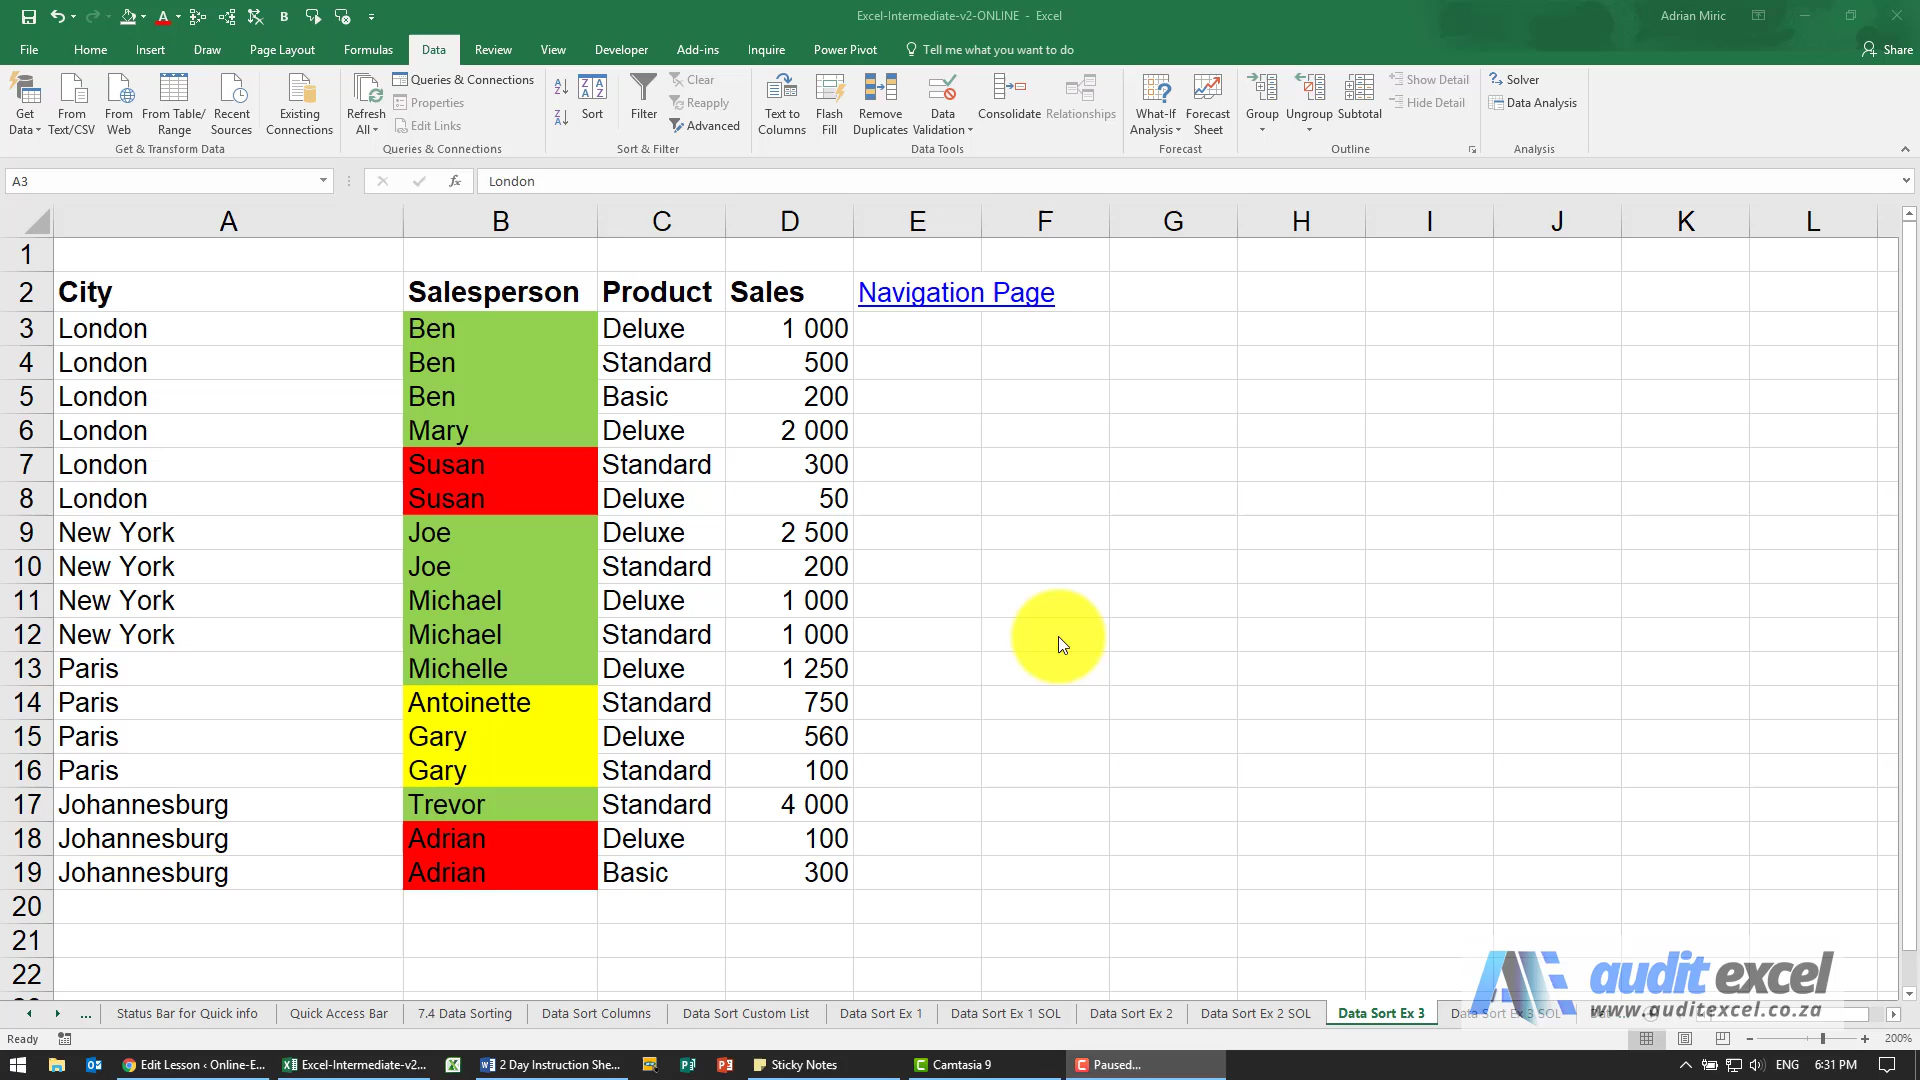 Excel-Intermediate-v2-ONLINE - Excel
Adrian Miric
File Home Insert Draw Page Layout Formulas Data Review View Developer Add-ins Inquire Power Pivot Tell me what you want to do Share
Get Data
From Text/CSV
From Web
From Table/ Range
Recent Sources
Existing Connections
Get & Transform Data
Refresh All
Queries & Connections
Properties
Edit Links
Queries & Connections
Sort
Filter
Clear
Reapply
Advanced
Sort & Filter
Text to Columns
Flash Fill
Remove Duplicates
Data Validation
Consolidate
Relationships
Data Tools
What-If Analysis
Forecast Sheet
Forecast
Group
Ungroup
Subtotal
Show Detail
Hide Detail
Outline
Solver
Data Analysis
Analysis
A3 fx London
A B C D E F G H I J K L
1
2 City Salesperson Product Sales Navigation Page
3 London Ben Deluxe 1 000
4 London Ben Standard 500
5 London Ben Basic 200
6 London Mary Deluxe 2 000
7 London Susan Standard 300
8 London Susan Deluxe 50
9 New York Joe Deluxe 2 500
10 New York Joe Standard 200
11 New York Michael Deluxe 1 000
12 New York Michael Standard 1 000
13 Paris Michelle Deluxe 1 250
14 Paris Antoinette Standard 750
15 Paris Gary Deluxe 560
16 Paris Gary Standard 100
17 Johannesburg Trevor Standard 4 000
18 Johannesburg Adrian Deluxe 100
19 Johannesburg Adrian Basic 300
20
21
22
audit excel
www.auditexcel.co.za
... Status Bar for Quick info Quick Access Bar 7.4 Data Sorting Data Sort Columns Data Sort Custom List Data Sort Ex 1 Data Sort Ex 1 SOL Data Sort Ex 2 Data Sort Ex 2 SOL Data Sort Ex 3 Data Sort Ex 3 SOL
Ready 200%
Edit Lesson ‹ Online-E... Excel-Intermediate-v2... 2 Day Instruction She... Sticky Notes Camtasia 9 Paused... ENG 6:31 PM